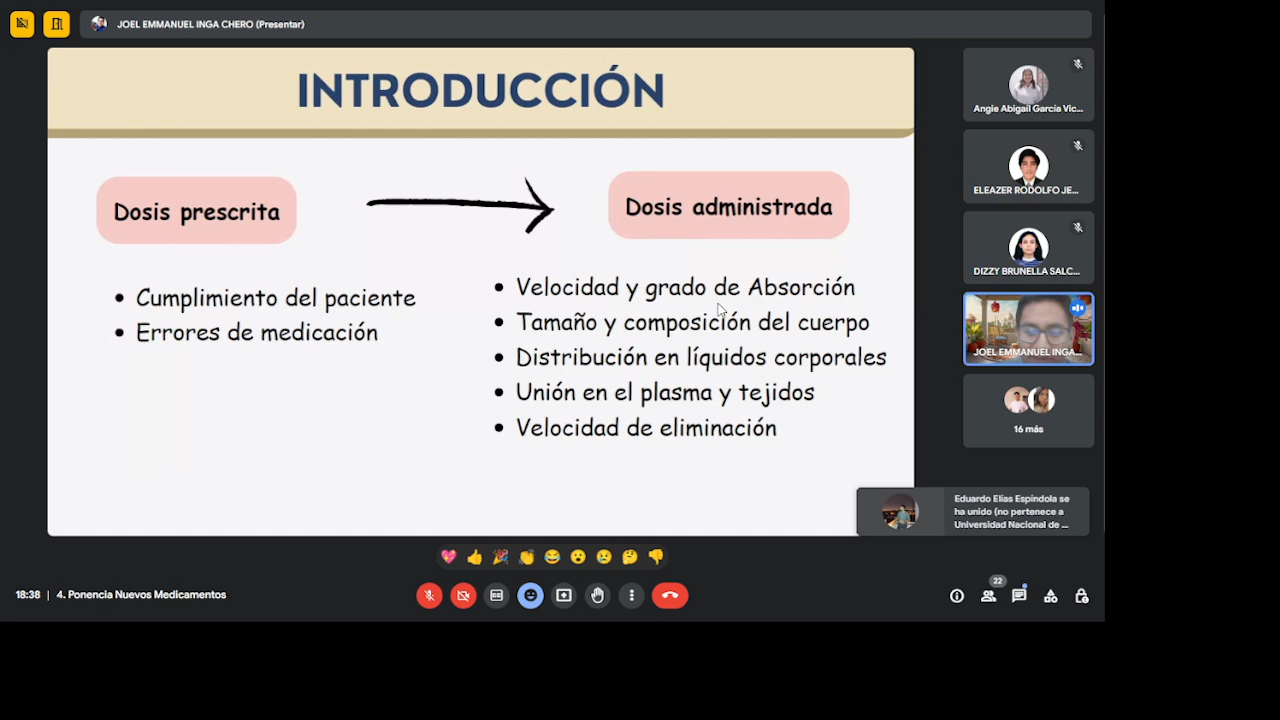 JOEL EMMANUEL INGA CHERO (Presentar)
INTRODUCCIÓN
Dosis prescrita
Dosis administrada
• Cumplimiento del paciente
• Errores de medicación
• Velocidad y grado de Absorción
• Tamaño y composición del cuerpo
• Distribución en líquidos corporales
• Unión en el plasma y tejidos
• Velocidad de eliminación
Angie Abigail García Vic...
ELEAZER RODOLFO JE...
DIZZY BRUNELLA SALC...
JOEL EMMANUEL INGA...
16 más
Eduardo Elias Espindola se
ha unido (no pertenece a
Universidad Nacional de ...
18:38 | 4. Ponencia Nuevos Medicamentos
22